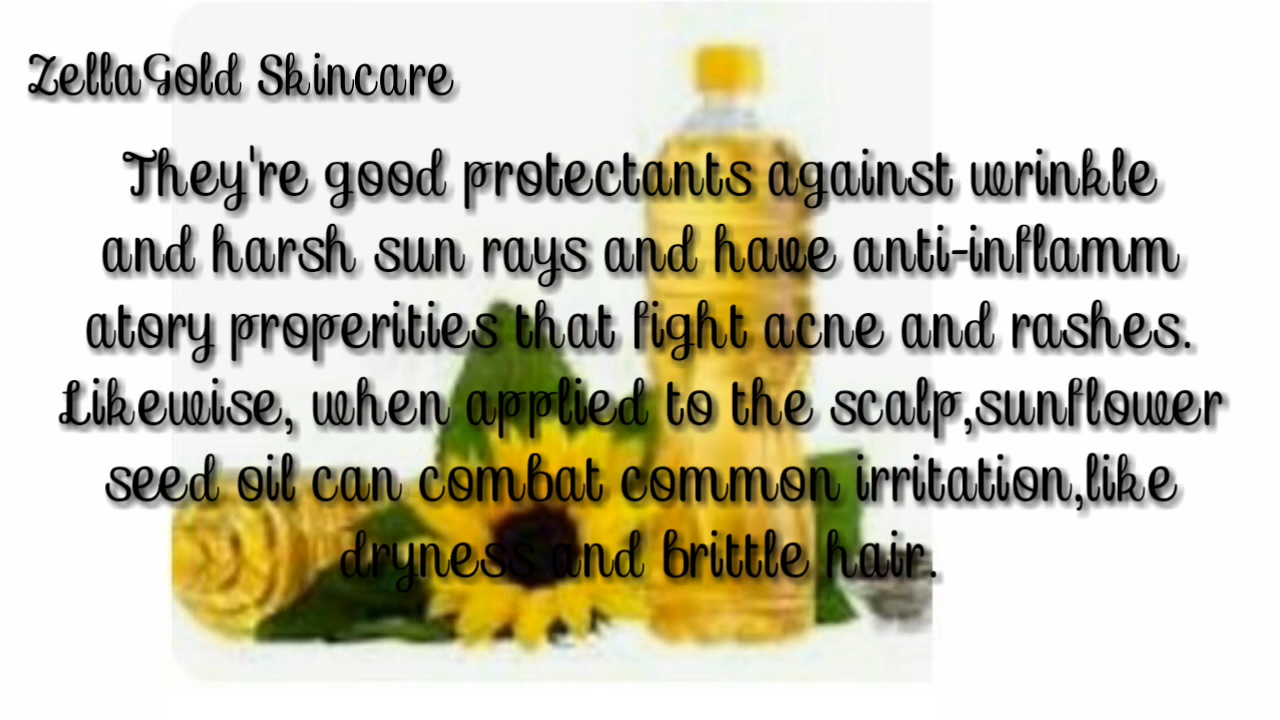 ZellaGold Skincare
They're good protectants against wrinkle
and harsh sun rays and have anti-inflamm
atory properities that fight acne and rashes.
Likewise, when applied to the scalp,sunflower
seed oil can combat common irritation,like
dryness and brittle hair.